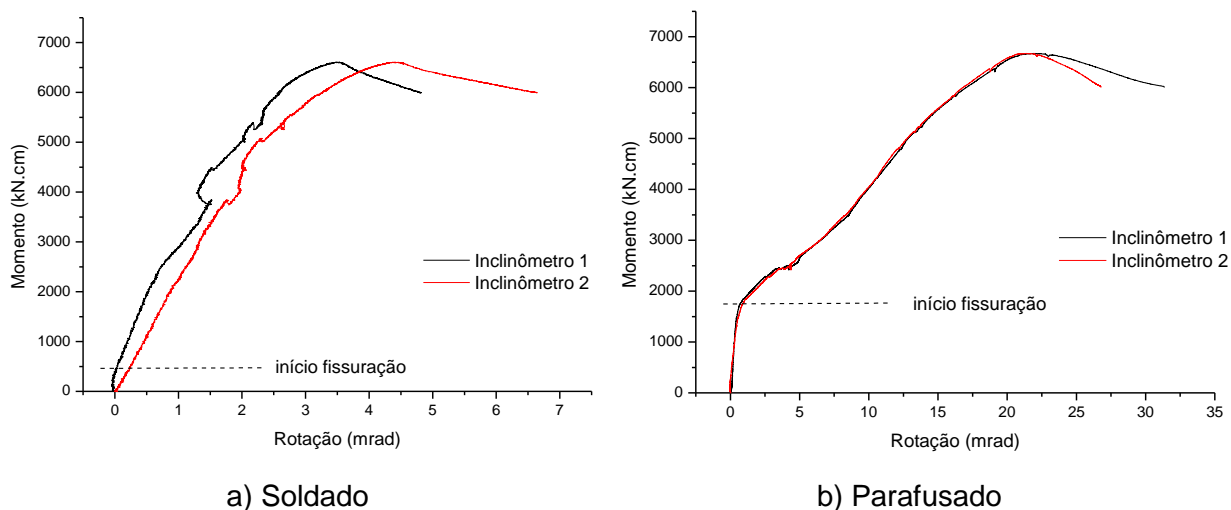 7000
6000
5000
4000
3000
2000
1000
0
Momento (kN.cm)
Inclinômetro 1
Inclinômetro 2
início fissuração
0 1 2 3 4 5 6 7
Rotação (mrad)
a) Soldado
7000
6000
5000
4000
3000
2000
1000
0
Momento (kN.cm)
Inclinômetro 1
Inclinômetro 2
início fissuração
0 5 10 15 20 25 30 35
Rotação (mrad)
b) Parafusado